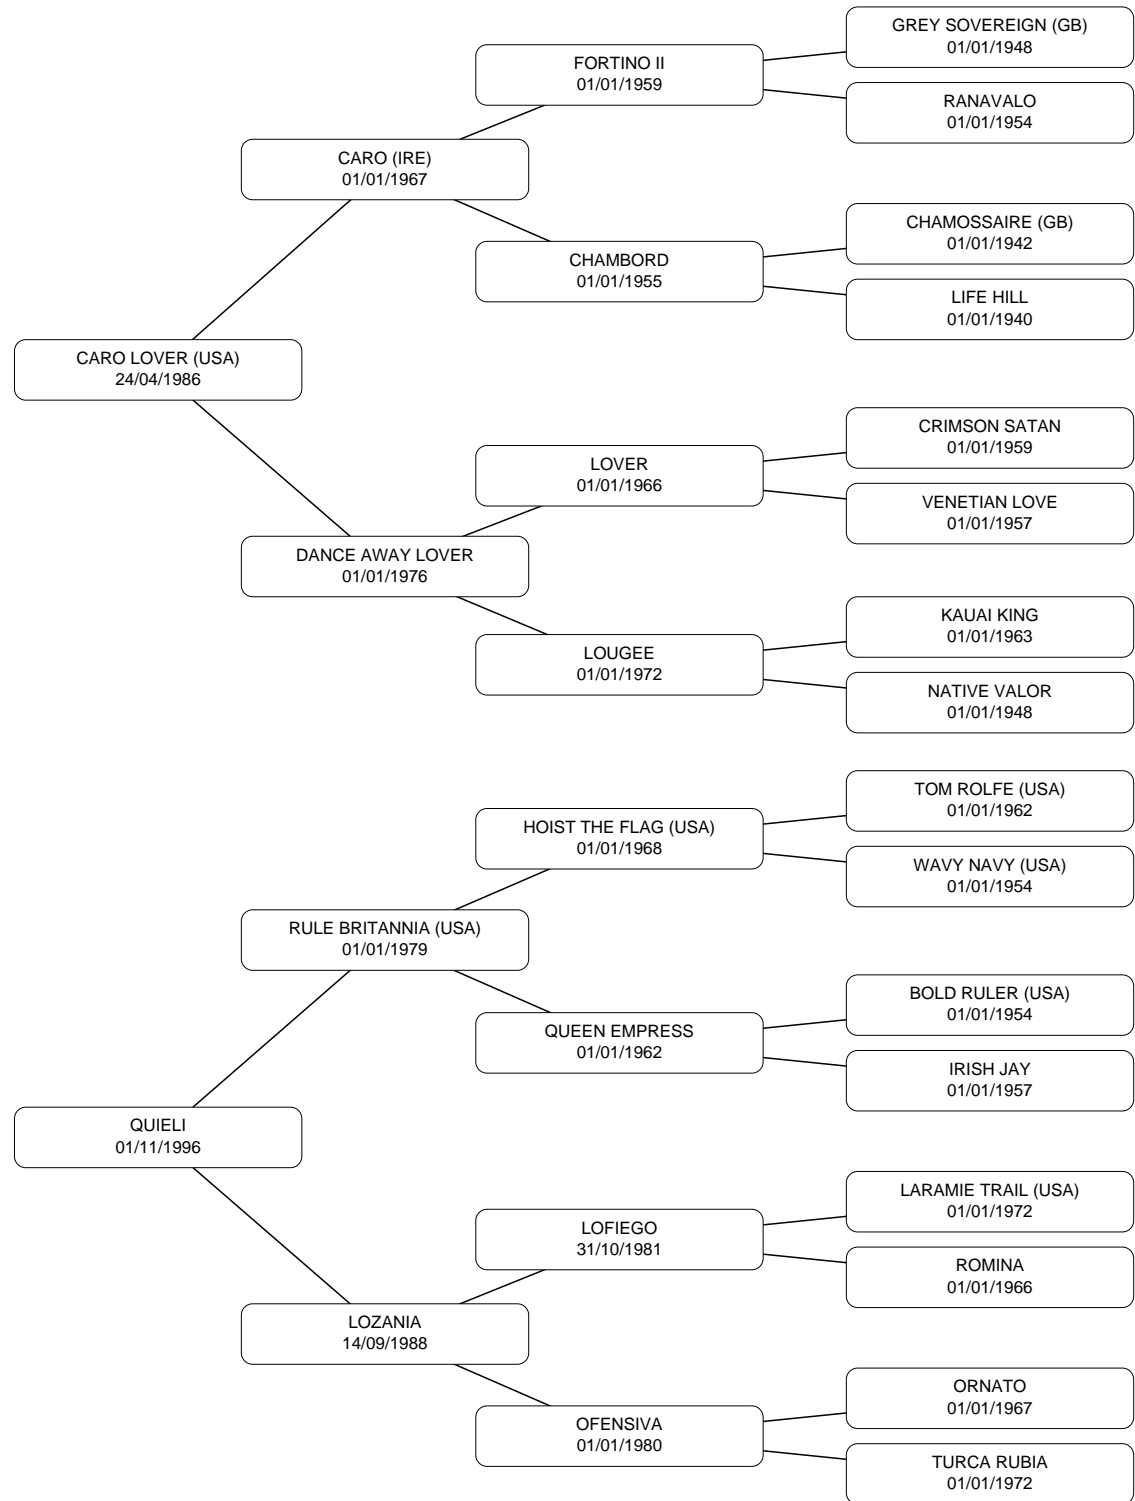 GREY SOVEREIGN (GB)
01/01/1948
FORTINO II
01/01/1959
RANAVALO
01/01/1954
CARO (IRE)
01/01/1967
CHAMOSSAIRE (GB)
01/01/1942
CHAMBORD
01/01/1955
LIFE HILL
01/01/1940
CARO LOVER (USA)
24/04/1986
CRIMSON SATAN
01/01/1959
LOVER
01/01/1966
VENETIAN LOVE
01/01/1957
DANCE AWAY LOVER
01/01/1976
KAUAI KING
01/01/1963
LOUGEE
01/01/1972
NATIVE VALOR
01/01/1948
TOM ROLFE (USA)
01/01/1962
HOIST THE FLAG (USA)
01/01/1968
WAVY NAVY (USA)
01/01/1954
RULE BRITANNIA (USA)
01/01/1979
BOLD RULER (USA)
01/01/1954
QUEEN EMPRESS
01/01/1962
IRISH JAY
01/01/1957
QUIELI
01/11/1996
LARAMIE TRAIL (USA)
01/01/1972
LOFIEGO
31/10/1981
ROMINA
01/01/1966
LOZANIA
14/09/1988
ORNATO
01/01/1967
OFENSIVA
01/01/1980
TURCA RUBIA
01/01/1972